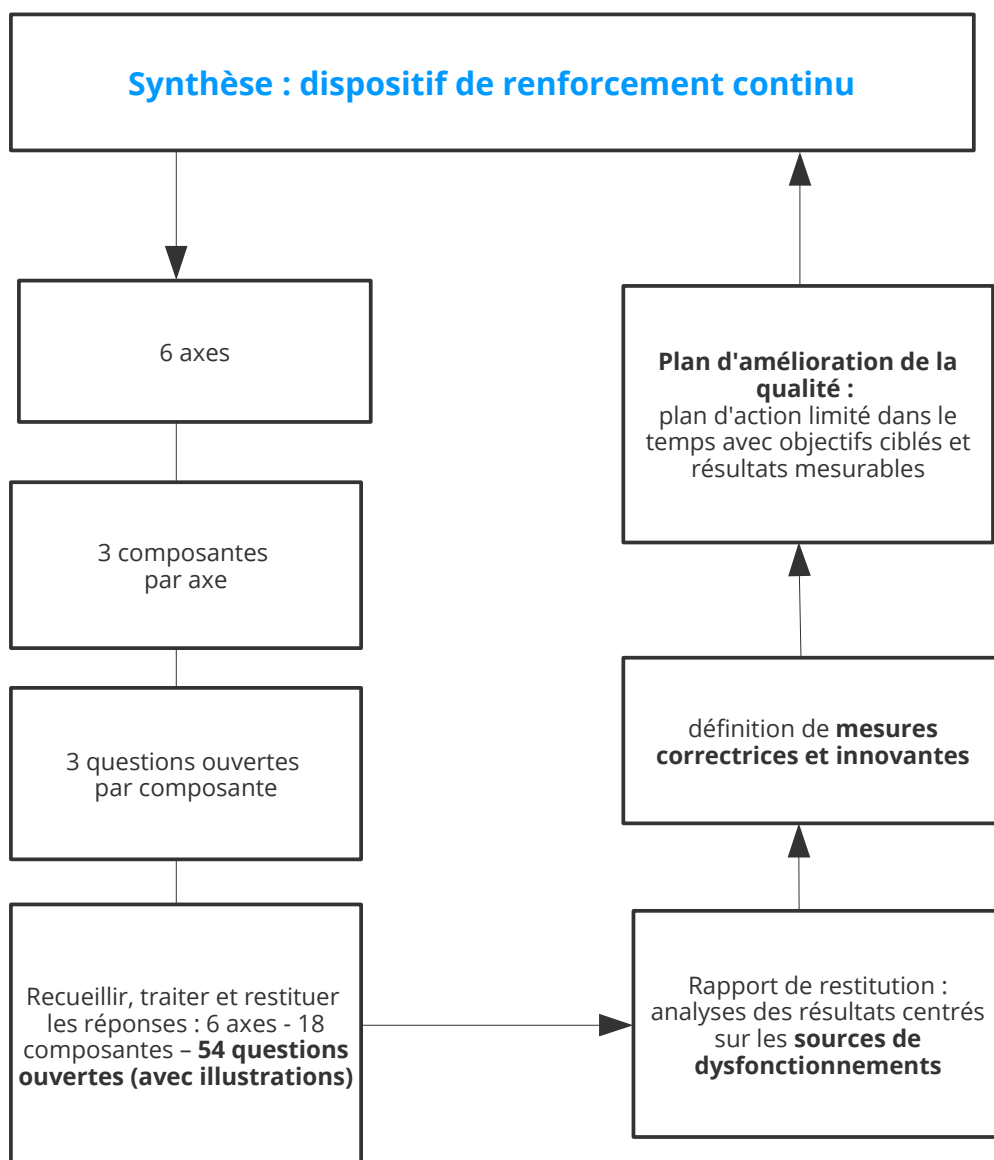 Synthèse : dispositif de renforcement continu
6 axes
3 composantes
par axe
3 questions ouvertes
par composante
Recueillir, traiter et restituer
les réponses : 6 axes - 18
composantes – 54 questions
ouvertes (avec illustrations)
Plan d'amélioration de la
qualité :
plan d'action limité dans le
temps avec objectifs ciblés et
résultats mesurables
définition de mesures
correctrices et innovantes
Rapport de restitution :
analyses des résultats centrés
sur les sources de
dysfonctionnements